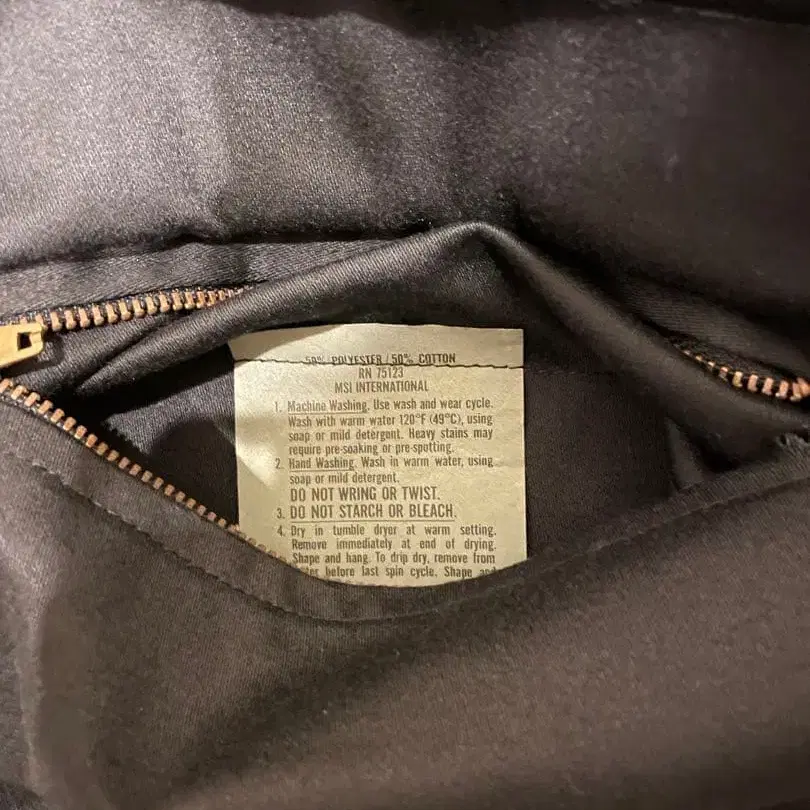 50% POLYESTER / 50% COTTON
RN 75123
MSI INTERNATIONAL
1. Machine Washing. Use wash and wear cycle.
Wash with warm water 120°F (49°C), using
soap or mild detergent. Heavy stains may
require pre-soaking or pre-spotting.
2. Hand Washing. Wash in warm water, using
soap or mild detergent.
DO NOT WRING OR TWIST.
3. DO NOT STARCH OR BLEACH.
4. Dry in tumble dryer at warm setting.
Remove immediately at end of drying.
Shape and hang. To drip dry, remove from
before last spin cycle. Shape and